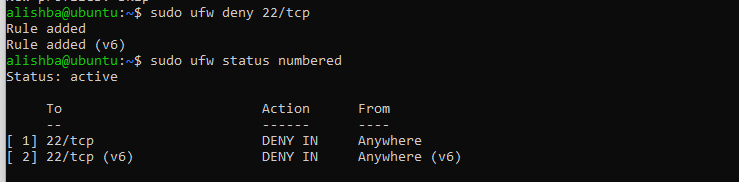 alishba@ubuntu:~$ sudo ufw deny 22/tcp
Rule added
Rule added (v6)
alishba@ubuntu:~$ sudo ufw status numbered
Status: active
To Action From
-- ------ ----
[ 1] 22/tcp DENY IN Anywhere
[ 2] 22/tcp (v6) DENY IN Anywhere (v6)